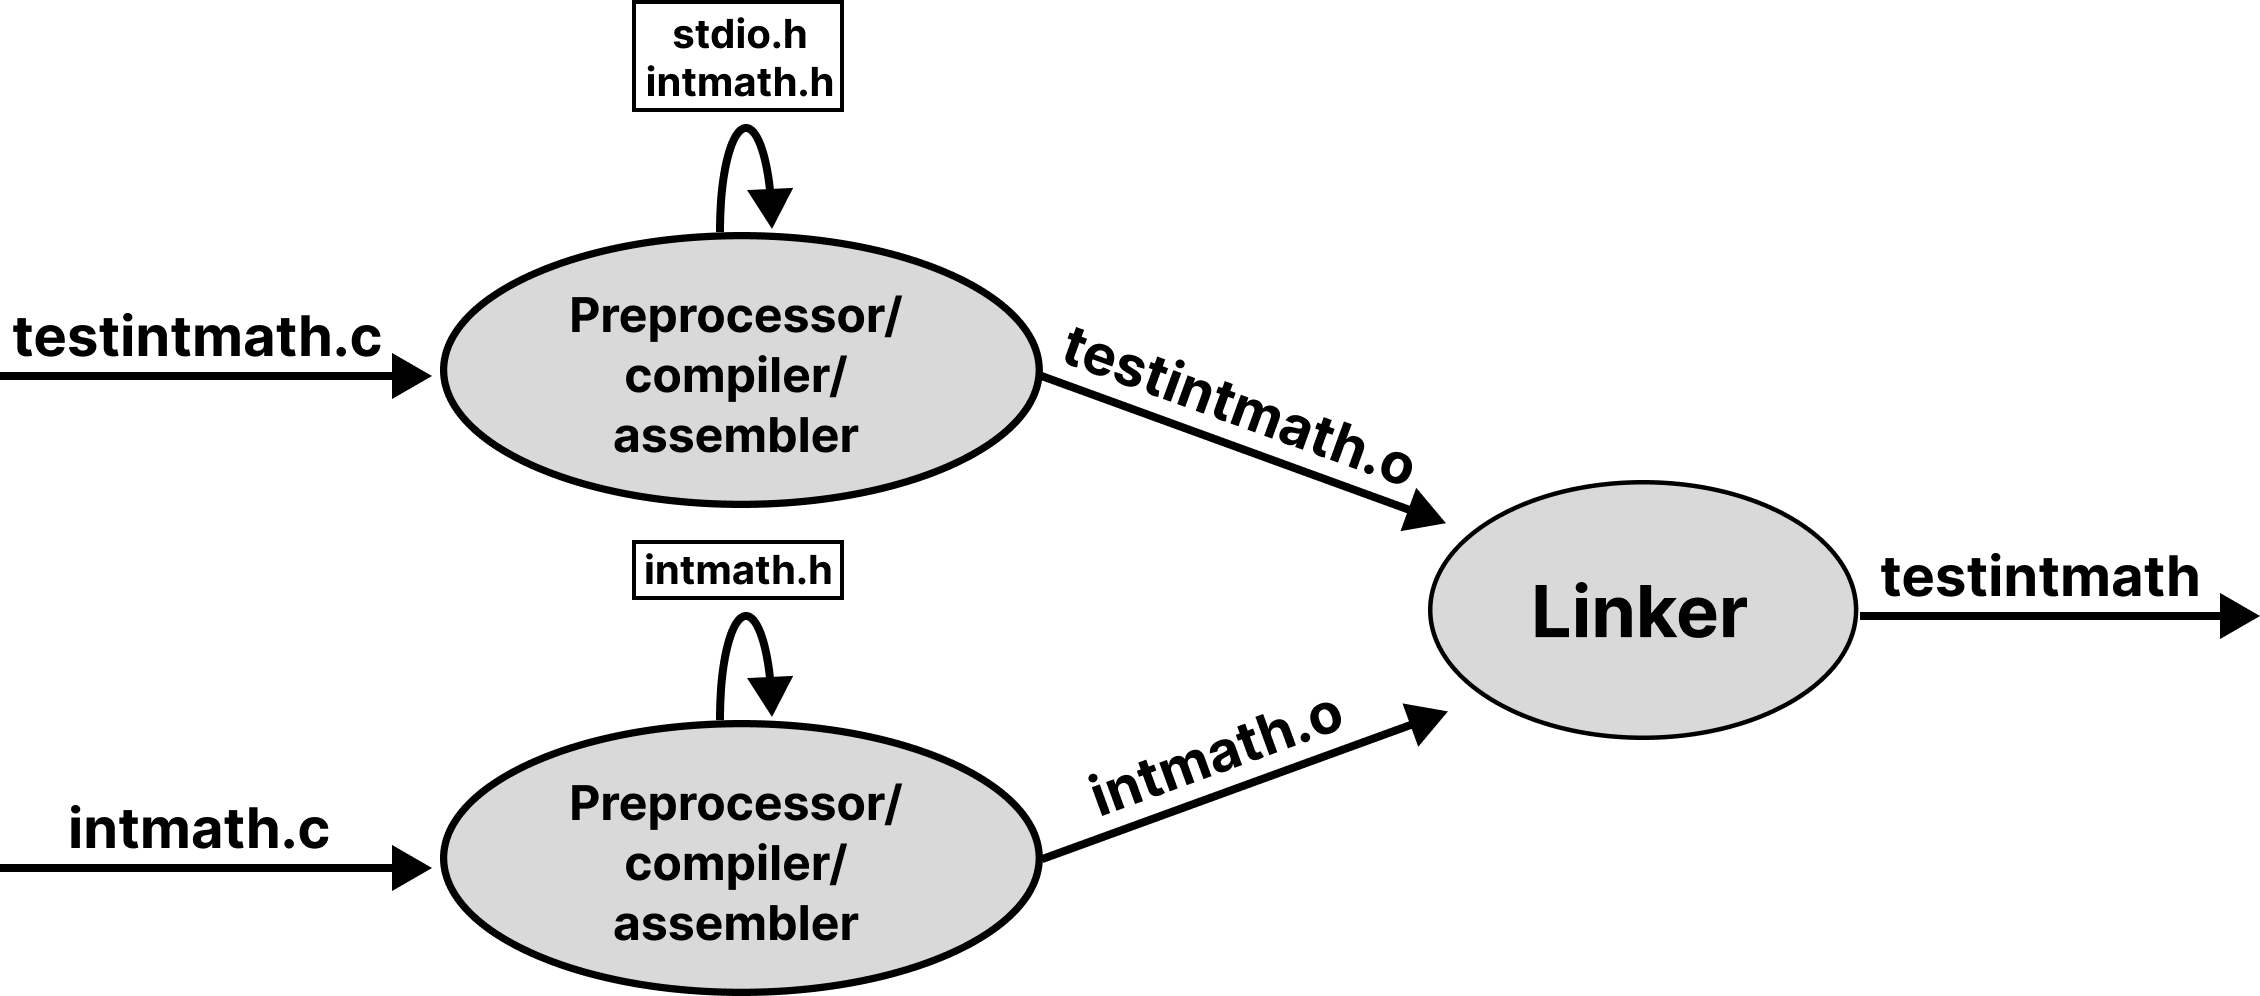 stdio.h
intmath.h
testintmath.c
Preprocessor/
compiler/
assembler
testintmath.o
intmath.h
Linker
testintmath
intmath.c
Preprocessor/
compiler/
assembler
intmath.o